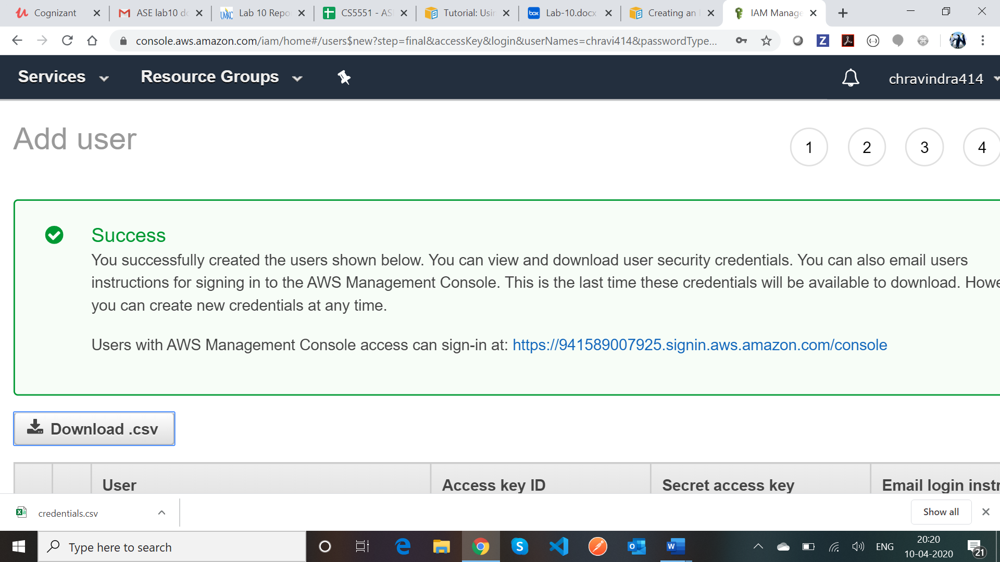 Cognizant
ASE lab10 do
Lab 10 Repo
CS5551 - AS
Tutorial: Usin
box
Lab-10.docx
Creating an
IAM Manage
console.aws.amazon.com/iam/home#/users$new?step=final&accessKey&login&userNames=chravi414&passwordType...
Services
Resource Groups
chravindra414
Add user
1
2
3
4
Success
You successfully created the users shown below. You can view and download user security credentials. You can also email users
instructions for signing in to the AWS Management Console. This is the last time these credentials will be available to download. Howe
you can create new credentials at any time.
Users with AWS Management Console access can sign-in at: https://941589007925.signin.aws.amazon.com/console
Download .csv
User
Access key ID
Secret access key
Email login instr
credentials.csv
Show all
Type here to search
ENG
20:20
10-04-2020
21